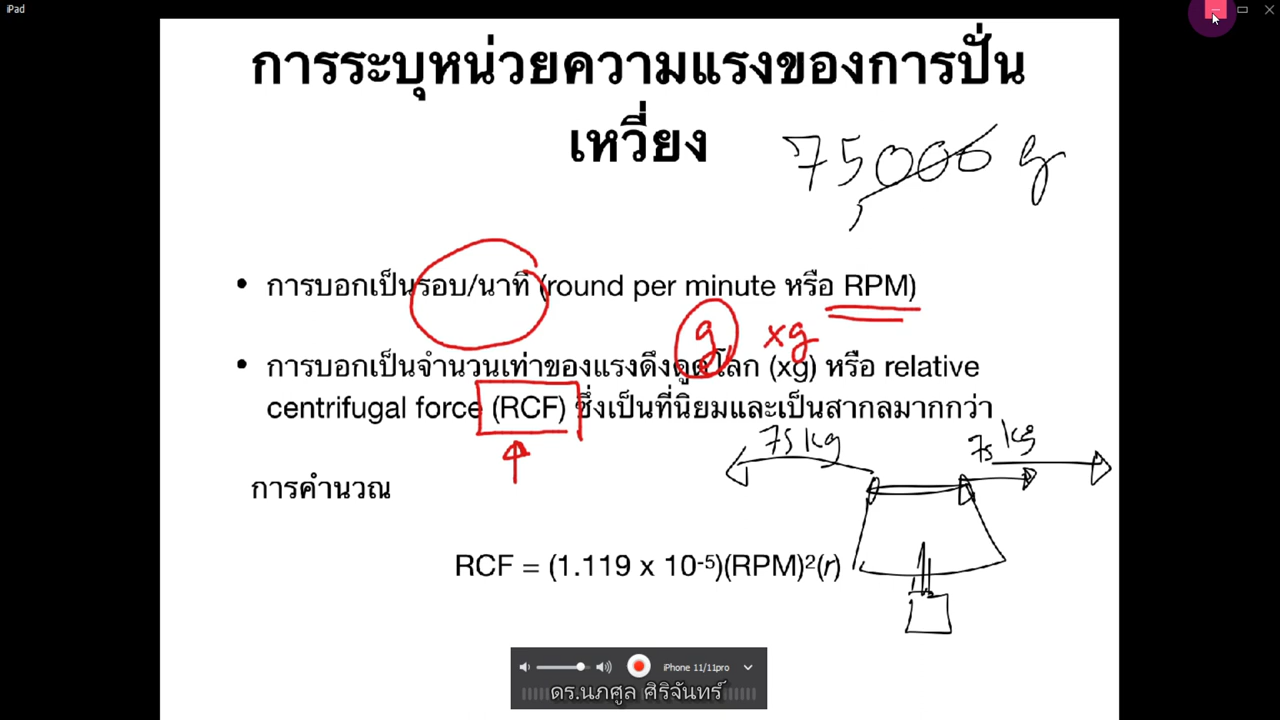 iPad
การระบุหน่วยความแรงของการปั่น
เหวี่ยง
75,000 g
• การบอกเป็นรอบ/นาที (round per minute หรือ RPM)
g xg
• การบอกเป็นจำนวนเท่าของแรงดึงดูดโลก (xg) หรือ relative
centrifugal force (RCF) ซึ่งเป็นที่นิยมและเป็นสากลมากกว่า
75 kg 75 kg
การคำนวณ
RCF = (1.119 x 10-5)(RPM)2(r)
iPhone 11/11pro
ดร.นภศูล ศิริจันทร์